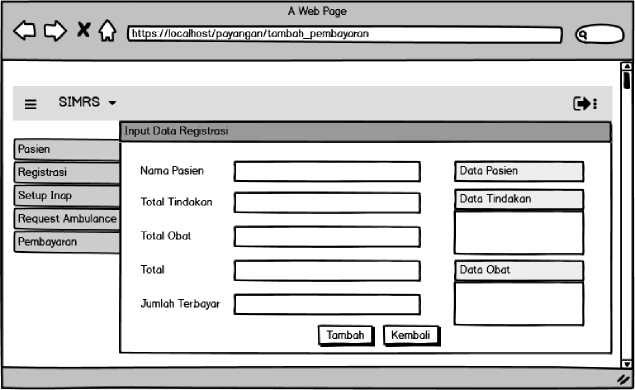 A Web Page
https://localhost/payangan/tambah_pembayaran
SIMRS
Input Data Registrasi
Pasien
Registrasi
Setup Inap
Request Ambulance
Pembayaran
Nama Pasien
Total Tindakan
Total Obat
Total
Jumlah Terbayar
Data Pasien
Data Tindakan
Data Obat
Tambah Kembali